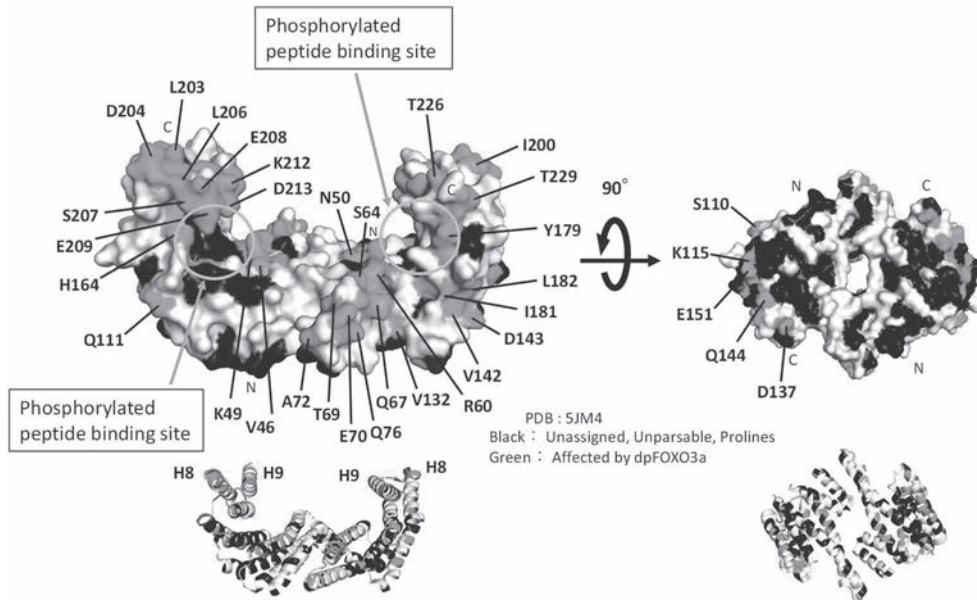 Phosphorylated
peptide binding site
L203
D204
C
L206
E208
K212
D213
S207
E209
H164
Q111
N50
S64
N
T226
I200
C
T229
Y179
L182
I181
D143
V142
R60
V132
Q67
Q76
E70
T69
A72
V46
K49
N
Phosphorylated
peptide binding site
90°
N
C
S110
K115
E151
Q144
C
D137
N
PDB : 5JM4
Black : Unassigned, Unparsable, Prolines
Green : Affected by dpFOXO3a
H8
H9
H9
H8